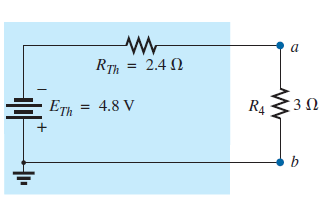 a
R_Th = 2.4 Ω
–
E_Th = 4.8 V
+
R_4 3 Ω
b